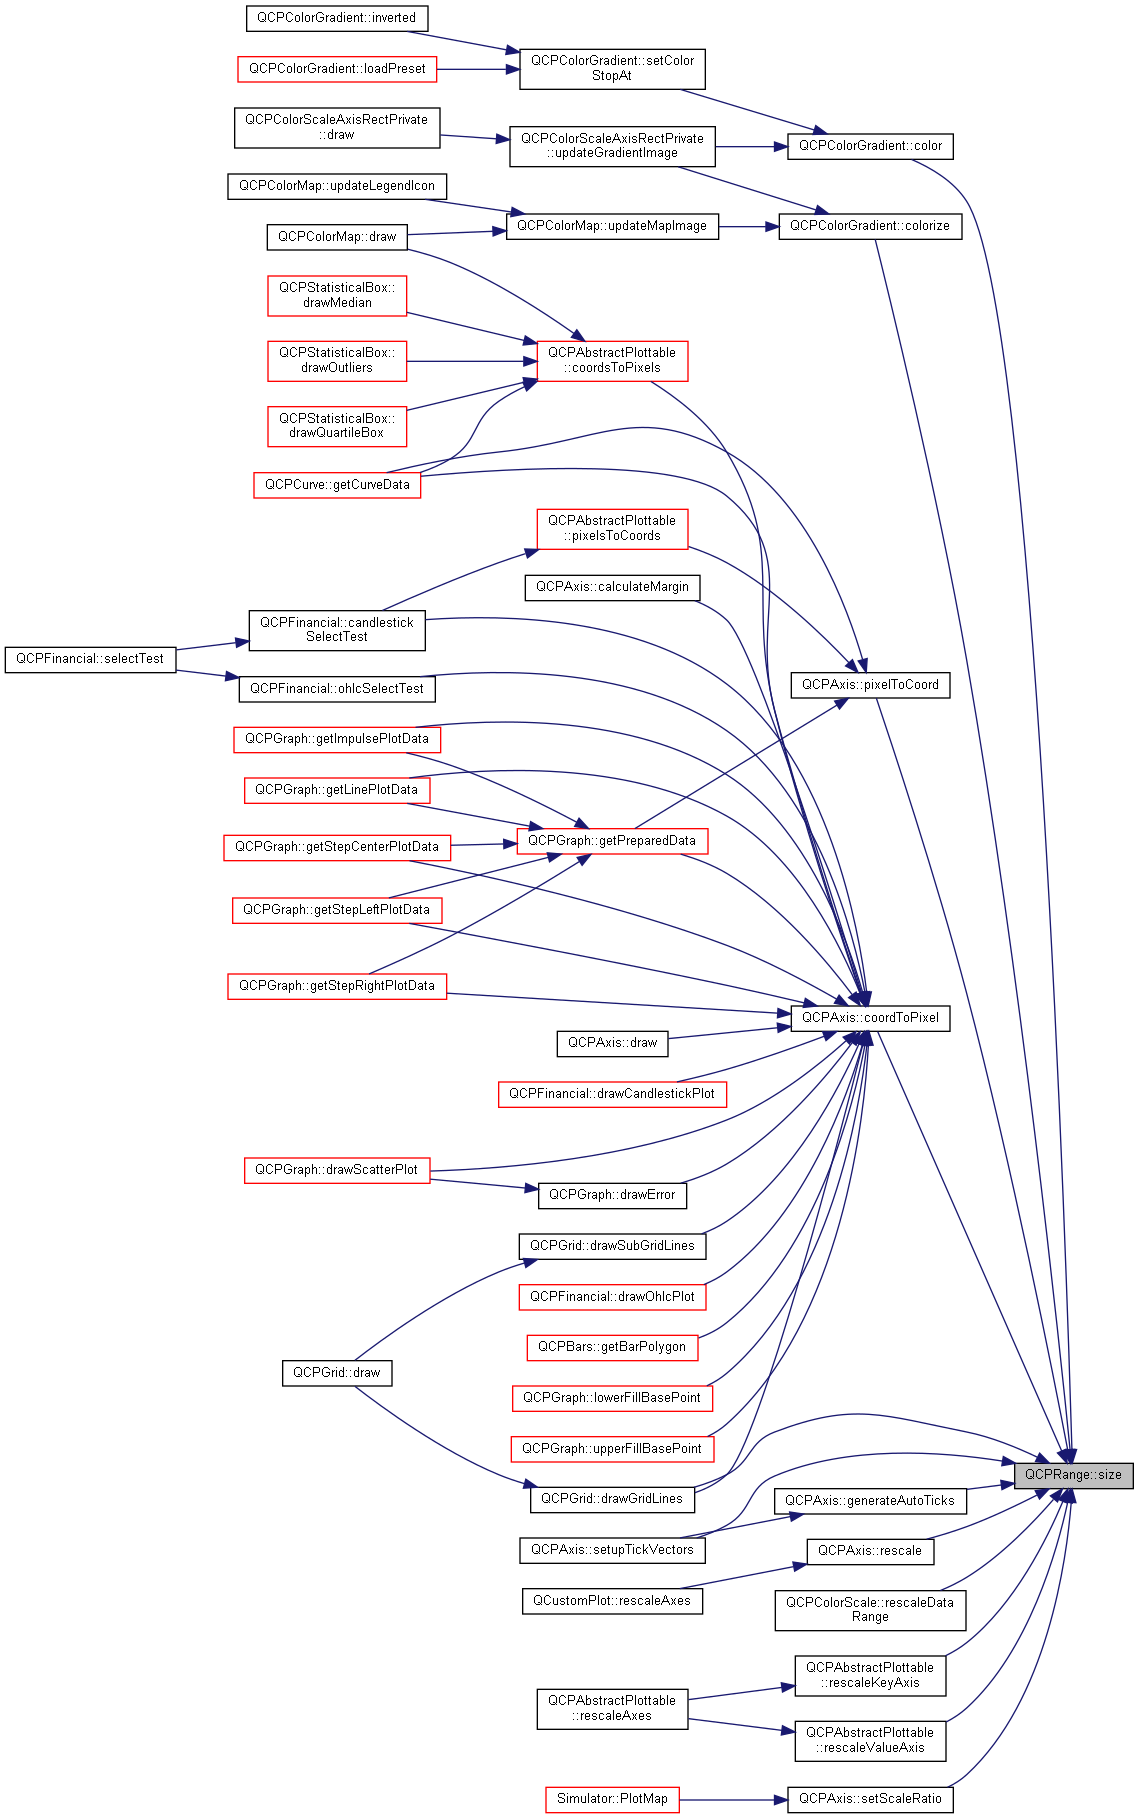 QCPColorGradient::inverted
QCPColorGradient::setColor
StopAt
QCPColorGradient::loadPreset
QCPColorScaleAxisRectPrivate
::draw
QCPColorScaleAxisRectPrivate
::updateGradientImage
QCPColorGradient::color
QCPColorMap::updateLegendIcon
QCPColorMap::updateMapImage
QCPColorGradient::colorize
QCPColorMap::draw
QCPStatisticalBox::
drawMedian
QCPStatisticalBox::
drawOutliers
QCPAbstractPlottable
::coordsToPixels
QCPStatisticalBox::
drawQuartileBox
QCPCurve::getCurveData
QCPAbstractPlottable
::pixelsToCoords
QCPAxis::calculateMargin
QCPFinancial::candlestick
SelectTest
QCPFinancial::selectTest
QCPFinancial::ohlcSelectTest
QCPAxis::pixelToCoord
QCPGraph::getImpulsePlotData
QCPGraph::getLinePlotData
QCPGraph::getPreparedData
QCPGraph::getStepCenterPlotData
QCPGraph::getStepLeftPlotData
QCPGraph::getStepRightPlotData
QCPAxis::coordToPixel
QCPAxis::draw
QCPFinancial::drawCandlestickPlot
QCPGraph::drawScatterPlot
QCPGraph::drawError
QCPGrid::drawSubGridLines
QCPFinancial::drawOhlcPlot
QCPBars::getBarPolygon
QCPGrid::draw
QCPGraph::lowerFillBasePoint
QCPGraph::upperFillBasePoint
QCPRange::size
QCPGrid::drawGridLines
QCPAxis::generateAutoTicks
QCPAxis::setupTickVectors
QCPAxis::rescale
QCustomPlot::rescaleAxes
QCPColorScale::rescaleData
Range
QCPAbstractPlottable
::rescaleKeyAxis
QCPAbstractPlottable
::rescaleAxes
QCPAbstractPlottable
::rescaleValueAxis
Simulator::PlotMap
QCPAxis::setScaleRatio